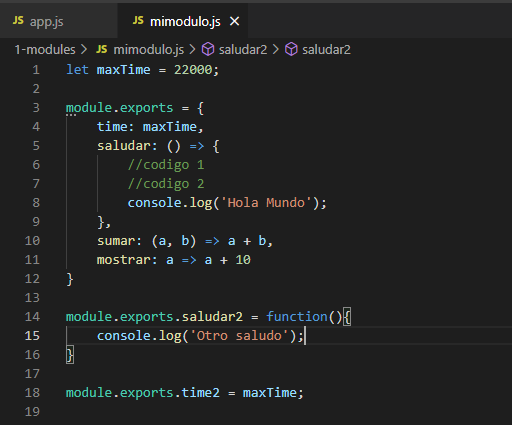 JS app.js JS mimodulo.js ×
1-modules > JS mimodulo.js > saludar2 > saludar2
1 let maxTime = 22000;
2
3 module.exports = {
4     time: maxTime,
5     saludar: () => {
6         //codigo 1
7         //codigo 2
8         console.log('Hola Mundo');
9     },
10     sumar: (a, b) => a + b,
11     mostrar: a => a + 10
12 }
13
14 module.exports.saludar2 = function(){
15     console.log('Otro saludo');
16 }
17
18 module.exports.time2 = maxTime;
19